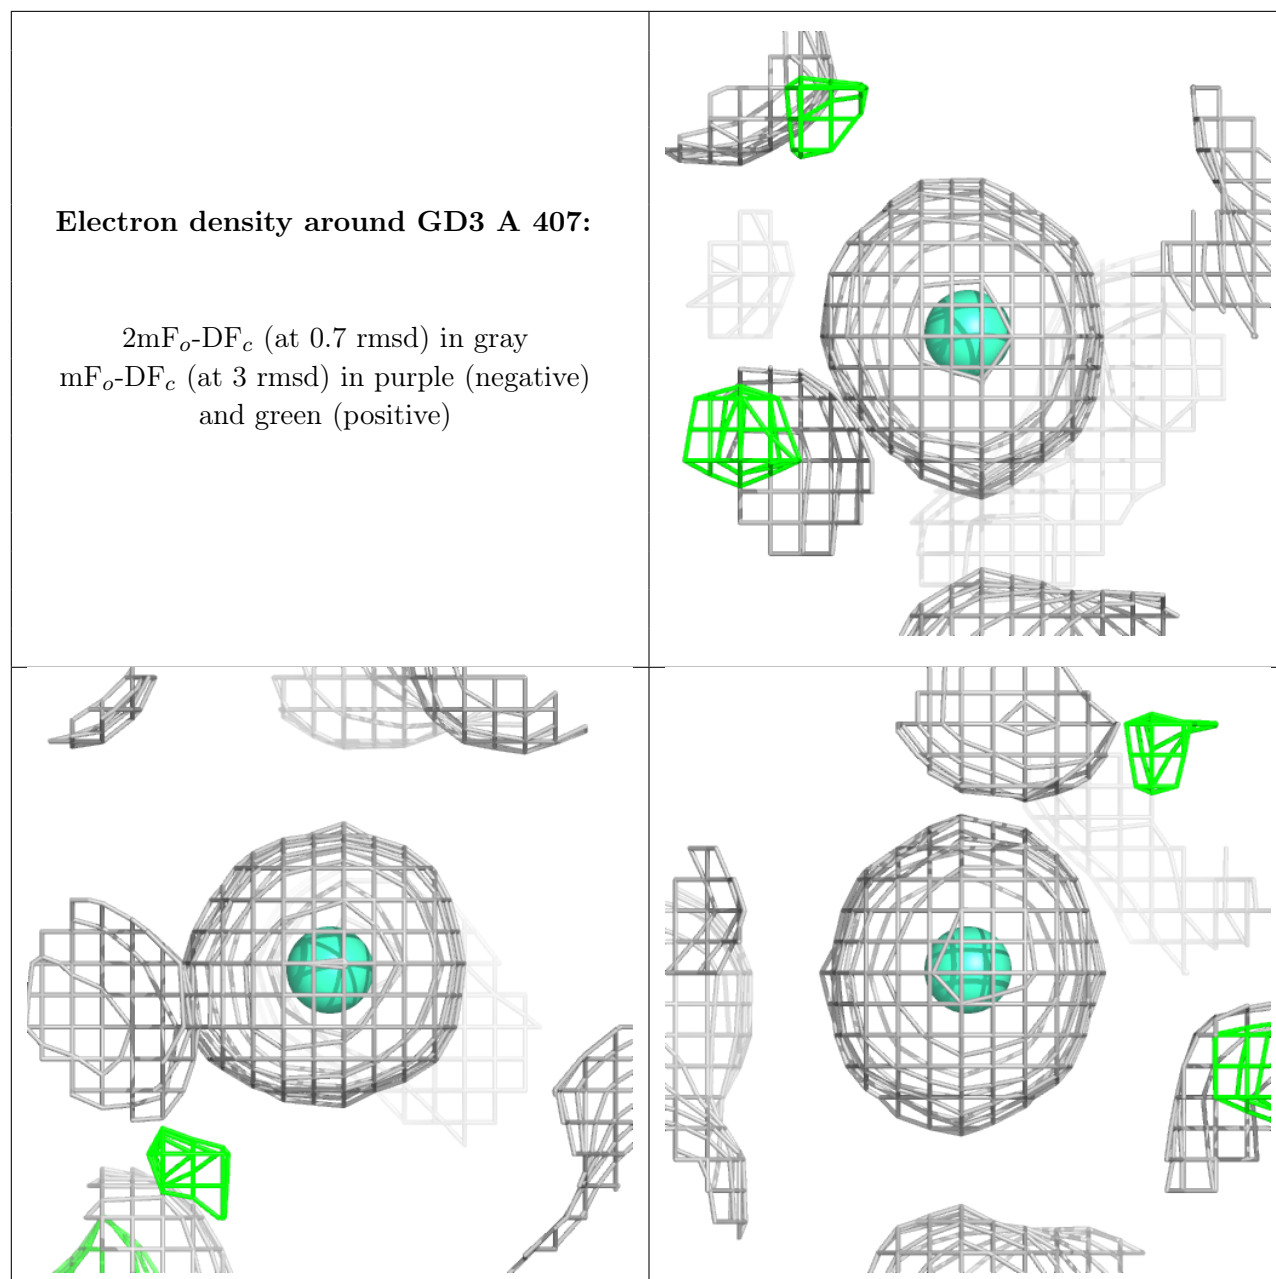 Electron density around GD3 A 407:
2mFo-DFc (at 0.7 rmsd) in gray
mFo-DFc (at 3 rmsd) in purple (negative)
and green (positive)